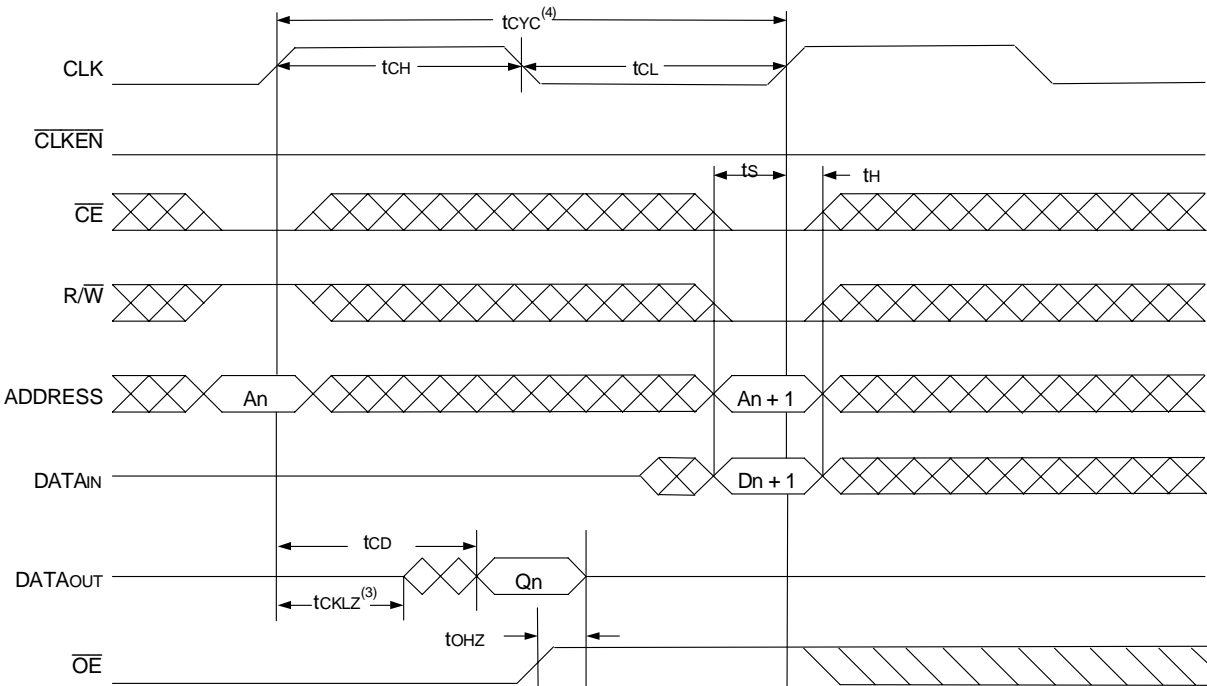 tCYC(4)
CLK
tCH
tCL
CLKEN
tS
tH
CE
R/W
ADDRESS
An
An + 1
DATAIN
Dn + 1
tCD
DATAOUT
Qn
tCKLZ(3)
tOHZ
OE